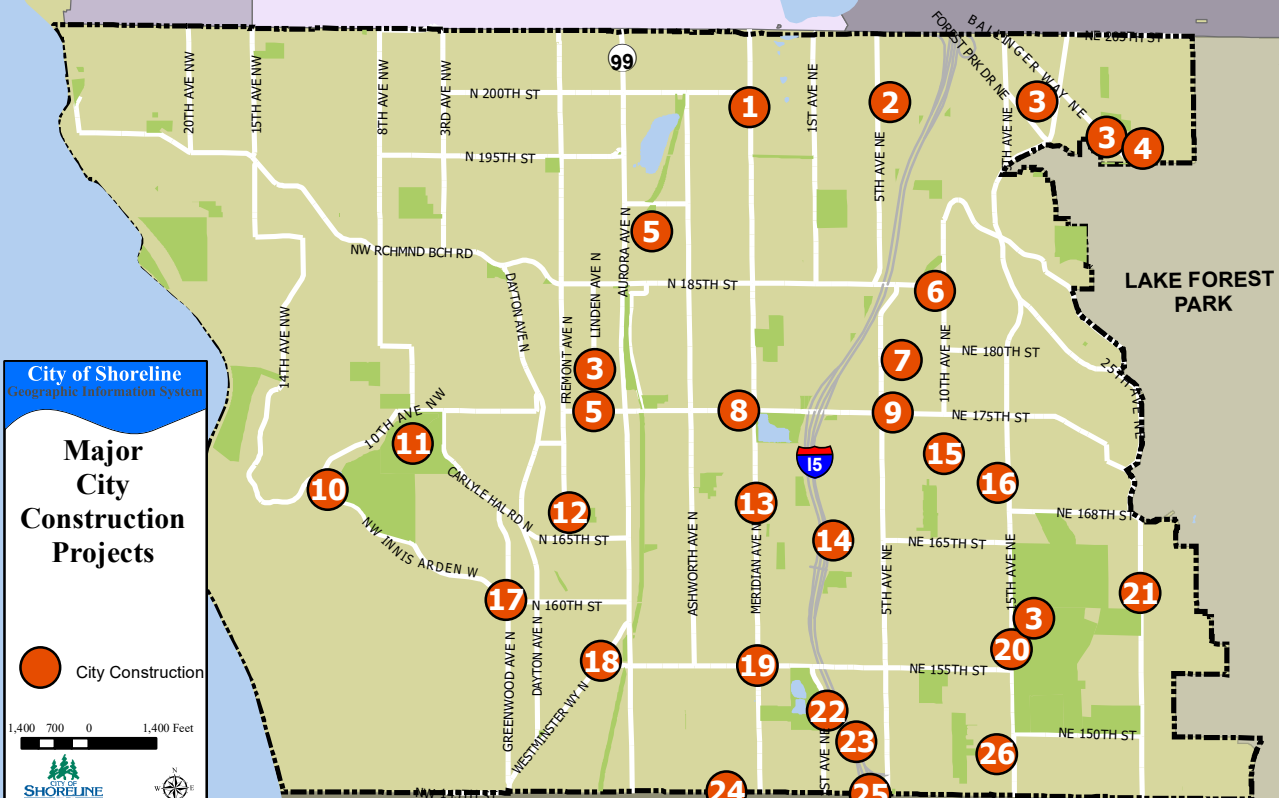 BALLINGER WAY NE
FOREST PRK DR NE
NE 205TH ST
99
20TH AVE NW
15TH AVE NW
8TH AVE NW
3RD AVE NW
N 200TH ST
1
1ST AVE NE
2
5TH AVE NE
3
3
4
N 195TH ST
5
AURORA AVE N
NW RCHMND BCH RD
DAYTON AVE N
LINDEN AVE N
N 185TH ST
6
LAKE FOREST
PARK
14TH AVE NW
FREMONT AVE N
3
7
10TH AVE NE
NE 180TH ST
25TH AVE NE
City of Shoreline
Geographic Information System
Major
City
Construction
Projects
City Construction
1,400 700 0 1,400 Feet
CITY OF
SHORELINE
N
W E
10TH AVE NW
5
8
9
NE 175TH ST
11
15
I5
10
CARLYLE HAL RD N
12
13
16
NE 168TH ST
NW INNIS ARDEN W
N 165TH ST
14
NE 165TH ST
ASHWORTH AVE N
MERIDIAN AVE N
5TH AVE NE
15TH AVE NE
17
N 160TH ST
21
3
GREENWOOD AVE N
DAYTON AVE N
18
19
20
NE 155TH ST
WESTMINSTER WY N
22
23
26
NE 150TH ST
24
25